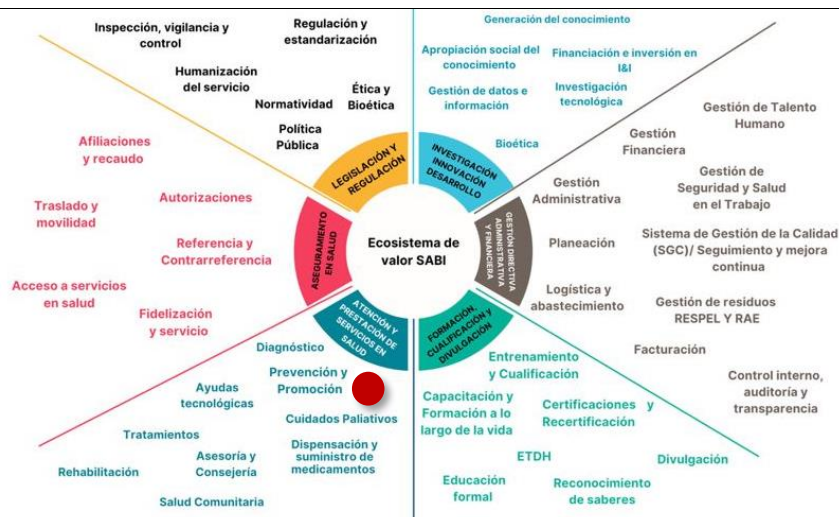 Inspección, vigilancia y
control
Regulación y
estandarización
Humanización
del servicio
Normatividad
Ética y
Bioética
Política
Pública
LEGISLACIÓN Y
REGULACIÓN
Generación del conocimiento
Apropiación social del
conocimiento
Financiación e inversión en
I&I
Gestión de datos e
información
Investigación
tecnológica
Bioética
INVESTIGACIÓN
INNOVACIÓN
DESARROLLO
Gestión de Talento
Humano
Gestión
Financiera
Gestión de
Seguridad y Salud
en el Trabajo
Gestión
Administrativa
Planeación
Sistema de Gestión de la Calidad
(SGC)/ Seguimiento y mejora
continua
Logística y
abastecimiento
Gestión de residuos
RESPEL Y RAE
Facturación
Control interno,
auditoría y
transparencia
GESTIÓN DIRECTIVA
ADMINISTRATIVA
Y FINANCIERA
Afiliaciones
y recaudo
Autorizaciones
Traslado y
movilidad
Referencia y
Contrarreferencia
Acceso a servicios
en salud
Fidelización
y servicio
ASEGURAMIENTO
EN SALUD
Ecosistema de
valor SABI
ATENCIÓN Y
PRESTACIÓN DE
SERVICIOS EN
SALUD
Diagnóstico
Prevención y
Promoción
Ayudas
tecnológicas
Cuidados Paliativos
Tratamientos
Dispensación y
suministro de
medicamentos
Asesoría y
Consejería
Rehabilitación
Salud Comunitaria
FORMACIÓN,
CUALIFICACIÓN y
DIVULGACIÓN
Entrenamiento
y Cualificación
Capacitación y
Formación a lo
largo de la vida
Certificaciones y
Recertificación
ETDH
Divulgación
Educación
formal
Reconocimiento
de saberes